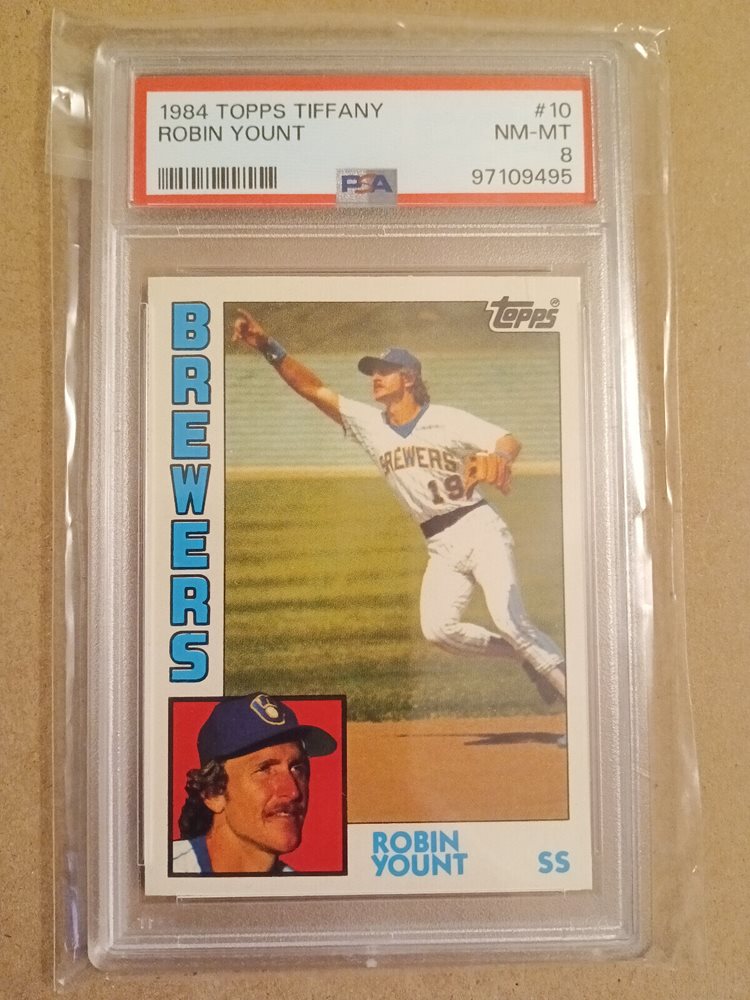 1984 TOPPS TIFFANY #10
ROBIN YOUNT NM-MT
8
PSA 97109495
Topps®
BREWERS
BREWERS
19
ROBIN
YOUNT SS